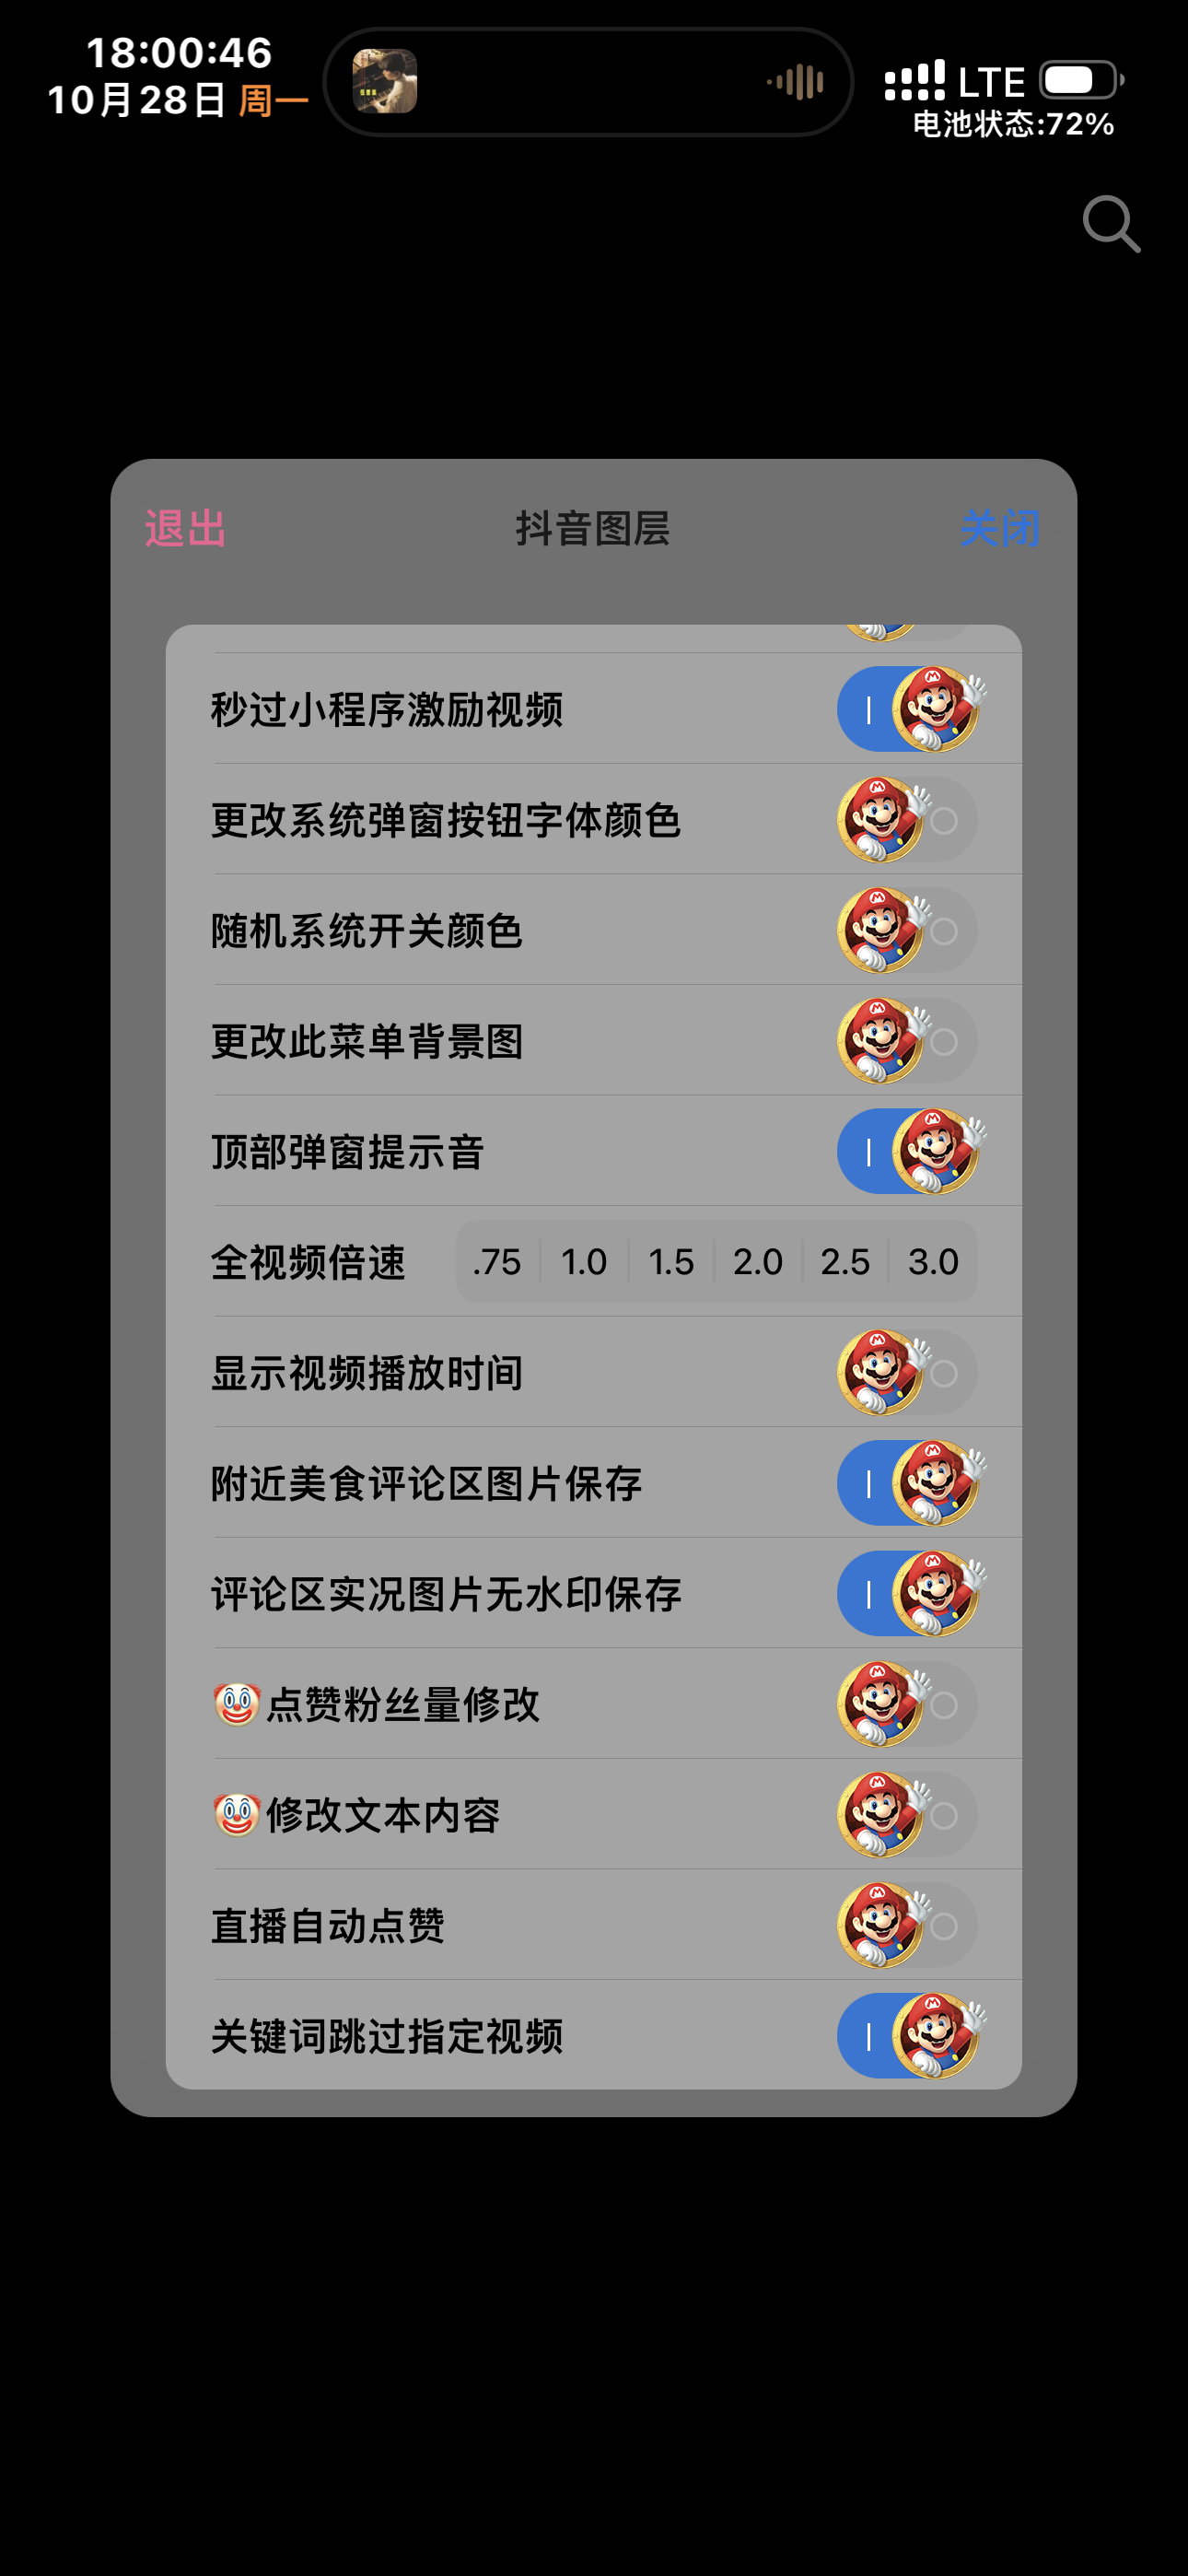 18:00:46
10月28日 周一
LTE
电池状态:72%
退出
抖音图层
关闭
秒过小程序激励视频
更改系统弹窗按钮字体颜色
随机系统开关颜色
更改此菜单背景图
顶部弹窗提示音
全视频倍速 .75 1.0 1.5 2.0 2.5 3.0
显示视频播放时间
附近美食评论区图片保存
评论区实况图片无水印保存
🤡点赞粉丝量修改
🤡修改文本内容
直播自动点赞
关键词跳过指定视频